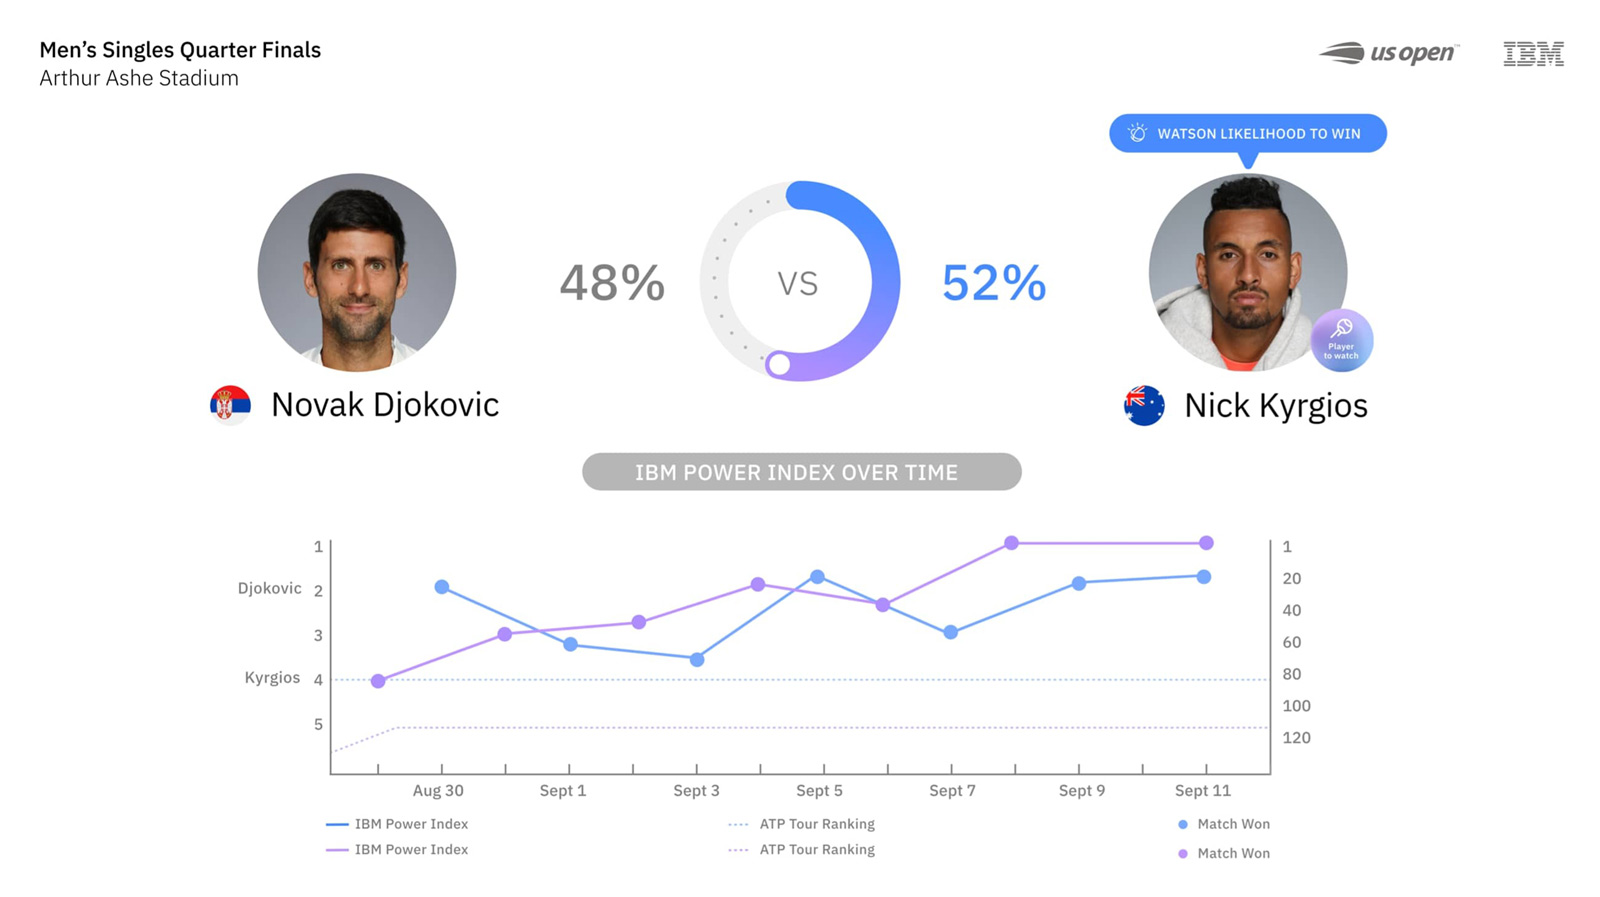 Men's Singles Quarter Finals
Arthur Ashe Stadium
us open™
IBM
WATSON LIKELIHOOD TO WIN
48%
VS
52%
Player
to watch
Novak Djokovic
Nick Kyrgios
IBM POWER INDEX OVER TIME
1
Djokovic 2
3
Kyrgios 4
5
1
20
40
60
80
100
120
Aug 30 Sept 1 Sept 3 Sept 5 Sept 7 Sept 9 Sept 11
IBM Power Index ATP Tour Ranking Match Won
IBM Power Index ATP Tour Ranking Match Won